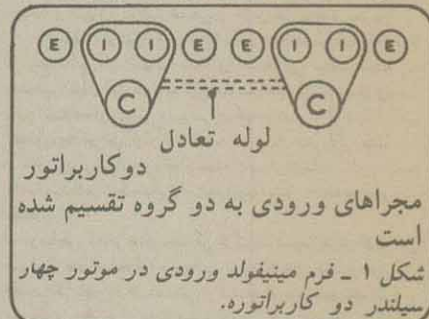 E I I E E I I E
C C
لوله تعادل
دوکاربراتور
مجراهای ورودی به دو گروه تقسیم شده
است
شکل ۱ ـ فرم مینیفولد ورودی در موتور چهار
سیلندر دو کاربراتوره.